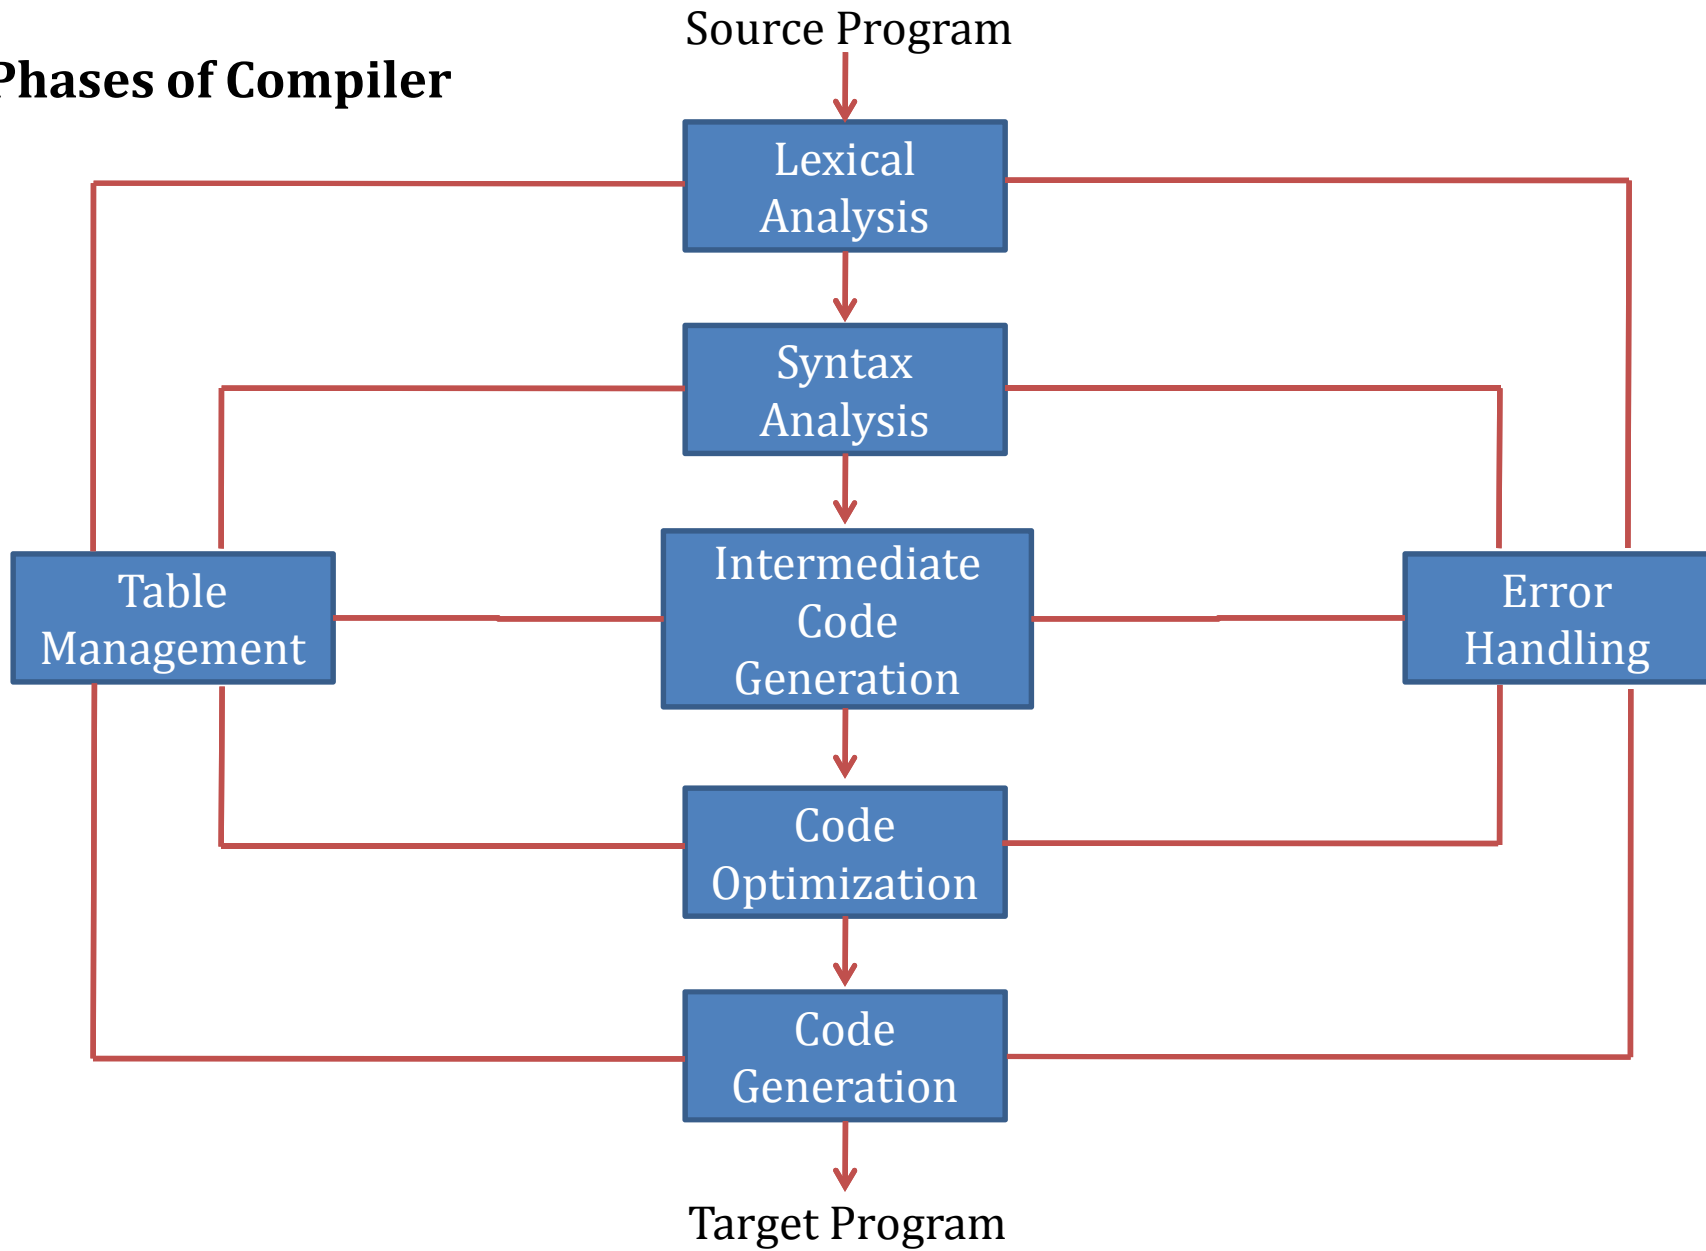 Source Program
Phases of Compiler
Lexical
Analysis
Syntax
Analysis
Intermediate
Code
Generation
Table
Management
Error
Handling
Code
Optimization
Code
Generation
Target Program